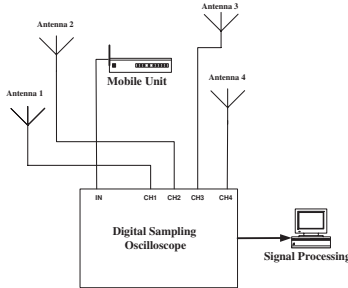 Antenna 3
Antenna 2
Mobile Unit
Antenna 4
Antenna 1
IN
CH1
CH2
CH3
CH4
Digital Sampling
Oscilloscope
Signal Processing